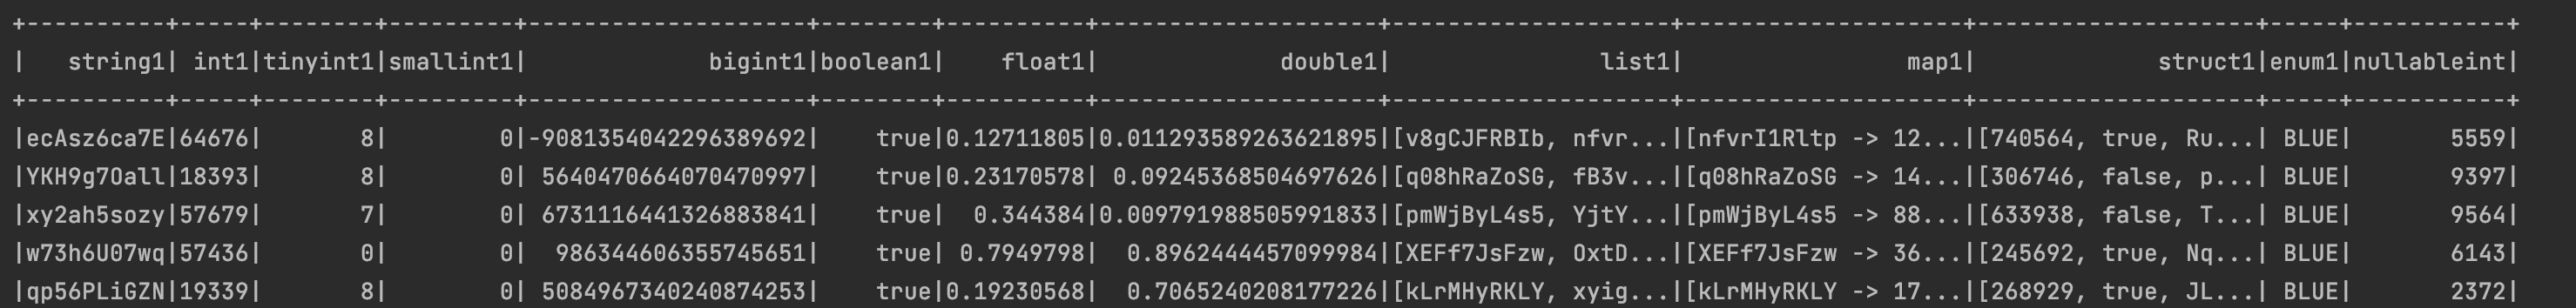 +----------+-----+--------+---------+--------------------+--------+----------+--------------------+--------------------+--------------------+--------------------+-----+-----------+
|   string1| int1|tinyint1|smallint1|             bigint1|boolean1|    float1|             double1|               list1|                map1|             struct1|enum1|nullableint|
+----------+-----+--------+---------+--------------------+--------+----------+--------------------+--------------------+--------------------+--------------------+-----+-----------+
|ecAsz6ca7E|64676|       8|        0|-9081354042296389692|    true|0.12711805|0.011293589263621895|[v8gCJFRBIb, nfvr...|[nfvrI1Rltp -> 12...|[740564, true, Ru...| BLUE|       5559|
|YKH9g7Oall|18393|       8|        0| 5640470664070470997|    true|0.23170578| 0.09245368504697626|[q08hRaZoSG, fB3v...|[q08hRaZoSG -> 14...|[306746, false, p...| BLUE|       9397|
|xy2ah5sozy|57679|       7|        0| 6731116441326883841|    true|  0.344384|0.009791988505991833|[pmWjByL4s5, YjtY...|[pmWjByL4s5 -> 88...|[633938, false, T...| BLUE|       9564|
|w73h6U07wq|57436|       0|        0|  986344606355745651|    true| 0.7949798|  0.8962444457099984|[XEFf7JsFzw, OxtD...|[XEFf7JsFzw -> 36...|[245692, true, Nq...| BLUE|       6143|
|qp56PLiGZN|19339|       8|        0| 5084967340240874253|    true|0.19230568|  0.7065240208177226|[kLrMHyRKLY, xyig...|[kLrMHyRKLY -> 17...|[268929, true, JL...| BLUE|       2372|